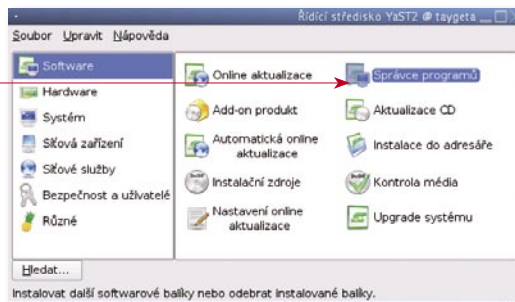 Řídící středisko YaST2 @ taygeta
Soubor Upravit Nápověda
Software
Hardware
Systém
Síťová zařízení
Síťové služby
Bezpečnost a uživatelé
Různé
Online aktualizace
Správce programů
Add-on produkt
Aktualizace CD
Automatická online
aktualizace
Instalace do adresáře
Instalační zdroje
Kontrola média
Nastavení online
aktualizace
Upgrade systému
Hledat...
Instalovat další softwarové balíky nebo odebrat instalované balíky.